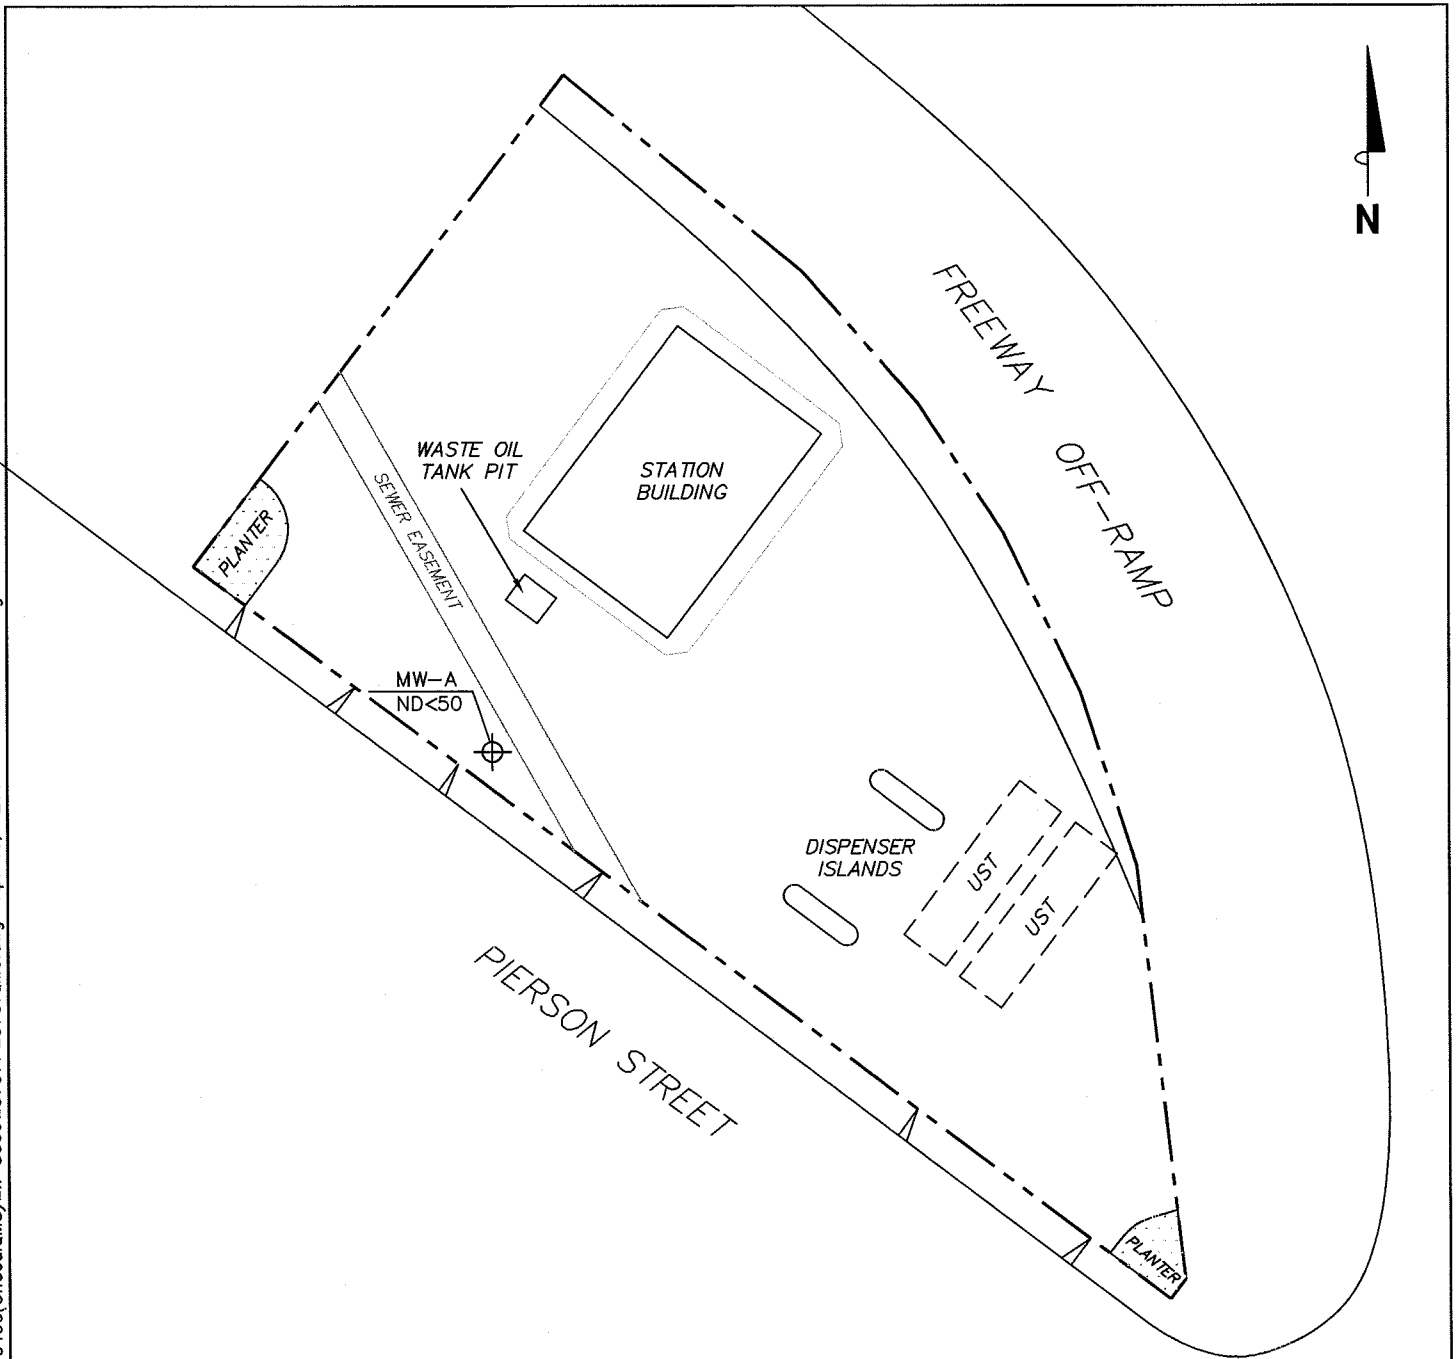 N
FREEWAY
OFF-RAMP
WASTE OIL
TANK PIT
STATION
BUILDING
SEWER EASEMENT
PLANTER
MW-A
ND<50
DISPENSER
ISLANDS
UST
UST
PIERSON STREET
PLANTER